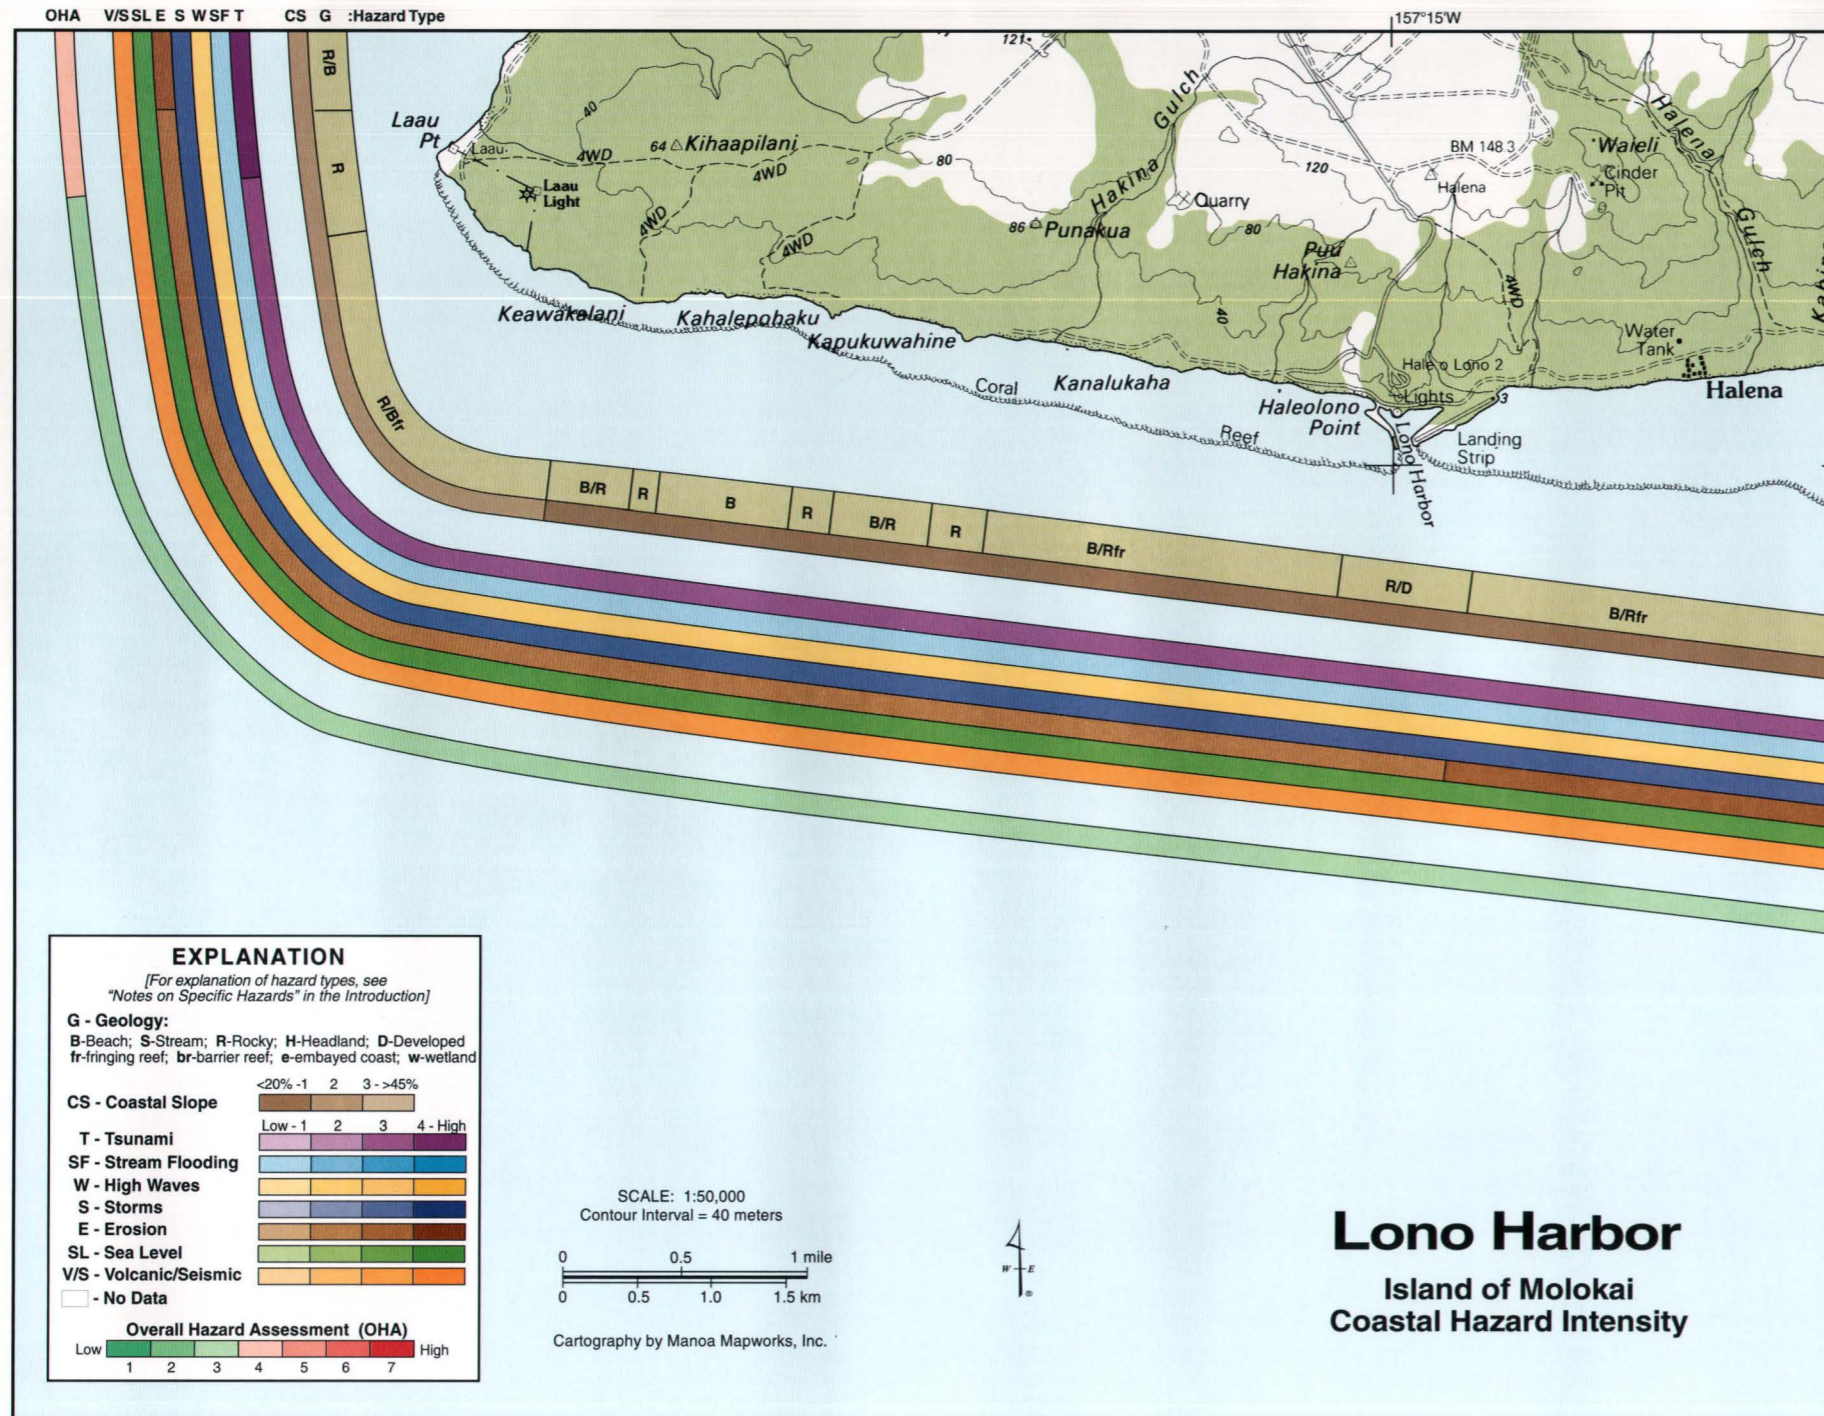 OHA V/S SL E S W SF T CS G :Hazard Type
157°15'W
121
R/B
Gulch
Halena
Laau
Pt
Laau
40
64 Kihaapilani
4WD
4WD
80
120
BM 148.3
Waieli
Cinder
Pit
Halena
R
Laau
Light
Hakina
Quarry
4WD
86 Punakua
80
4WD
Puu
Hakina
Gulch
4WD
Keawakalani
Kahalepohaku
Kapukuwahine
40
Water
Tank
Hale o Lono 2
Coral
Kanalukaha
Lights
3
Halena
Haleolono
Point
Reef
Lono Harbor
Landing
Strip
R/Bfr
B/R
R
B
R
B/R
R
B/Rfr
R/D
B/Rfr
EXPLANATION
[For explanation of hazard types, see
"Notes on Specific Hazards" in the Introduction]
G - Geology:
B-Beach; S-Stream; R-Rocky; H-Headland; D-Developed
fr-fringing reef; br-barrier reef; e-embayed coast; w-wetland
<20% -1 2 3 - >45%
CS - Coastal Slope
Low - 1 2 3 4 - High
T - Tsunami
SF - Stream Flooding
W - High Waves
S - Storms
E - Erosion
SL - Sea Level
V/S - Volcanic/Seismic
- No Data
Overall Hazard Assessment (OHA)
Low High
1 2 3 4 5 6 7
SCALE: 1:50,000
Contour Interval = 40 meters
0 0.5 1 mile
0 0.5 1.0 1.5 km
Cartography by Manoa Mapworks, Inc.
W E
Lono Harbor
Island of Molokai
Coastal Hazard Intensity